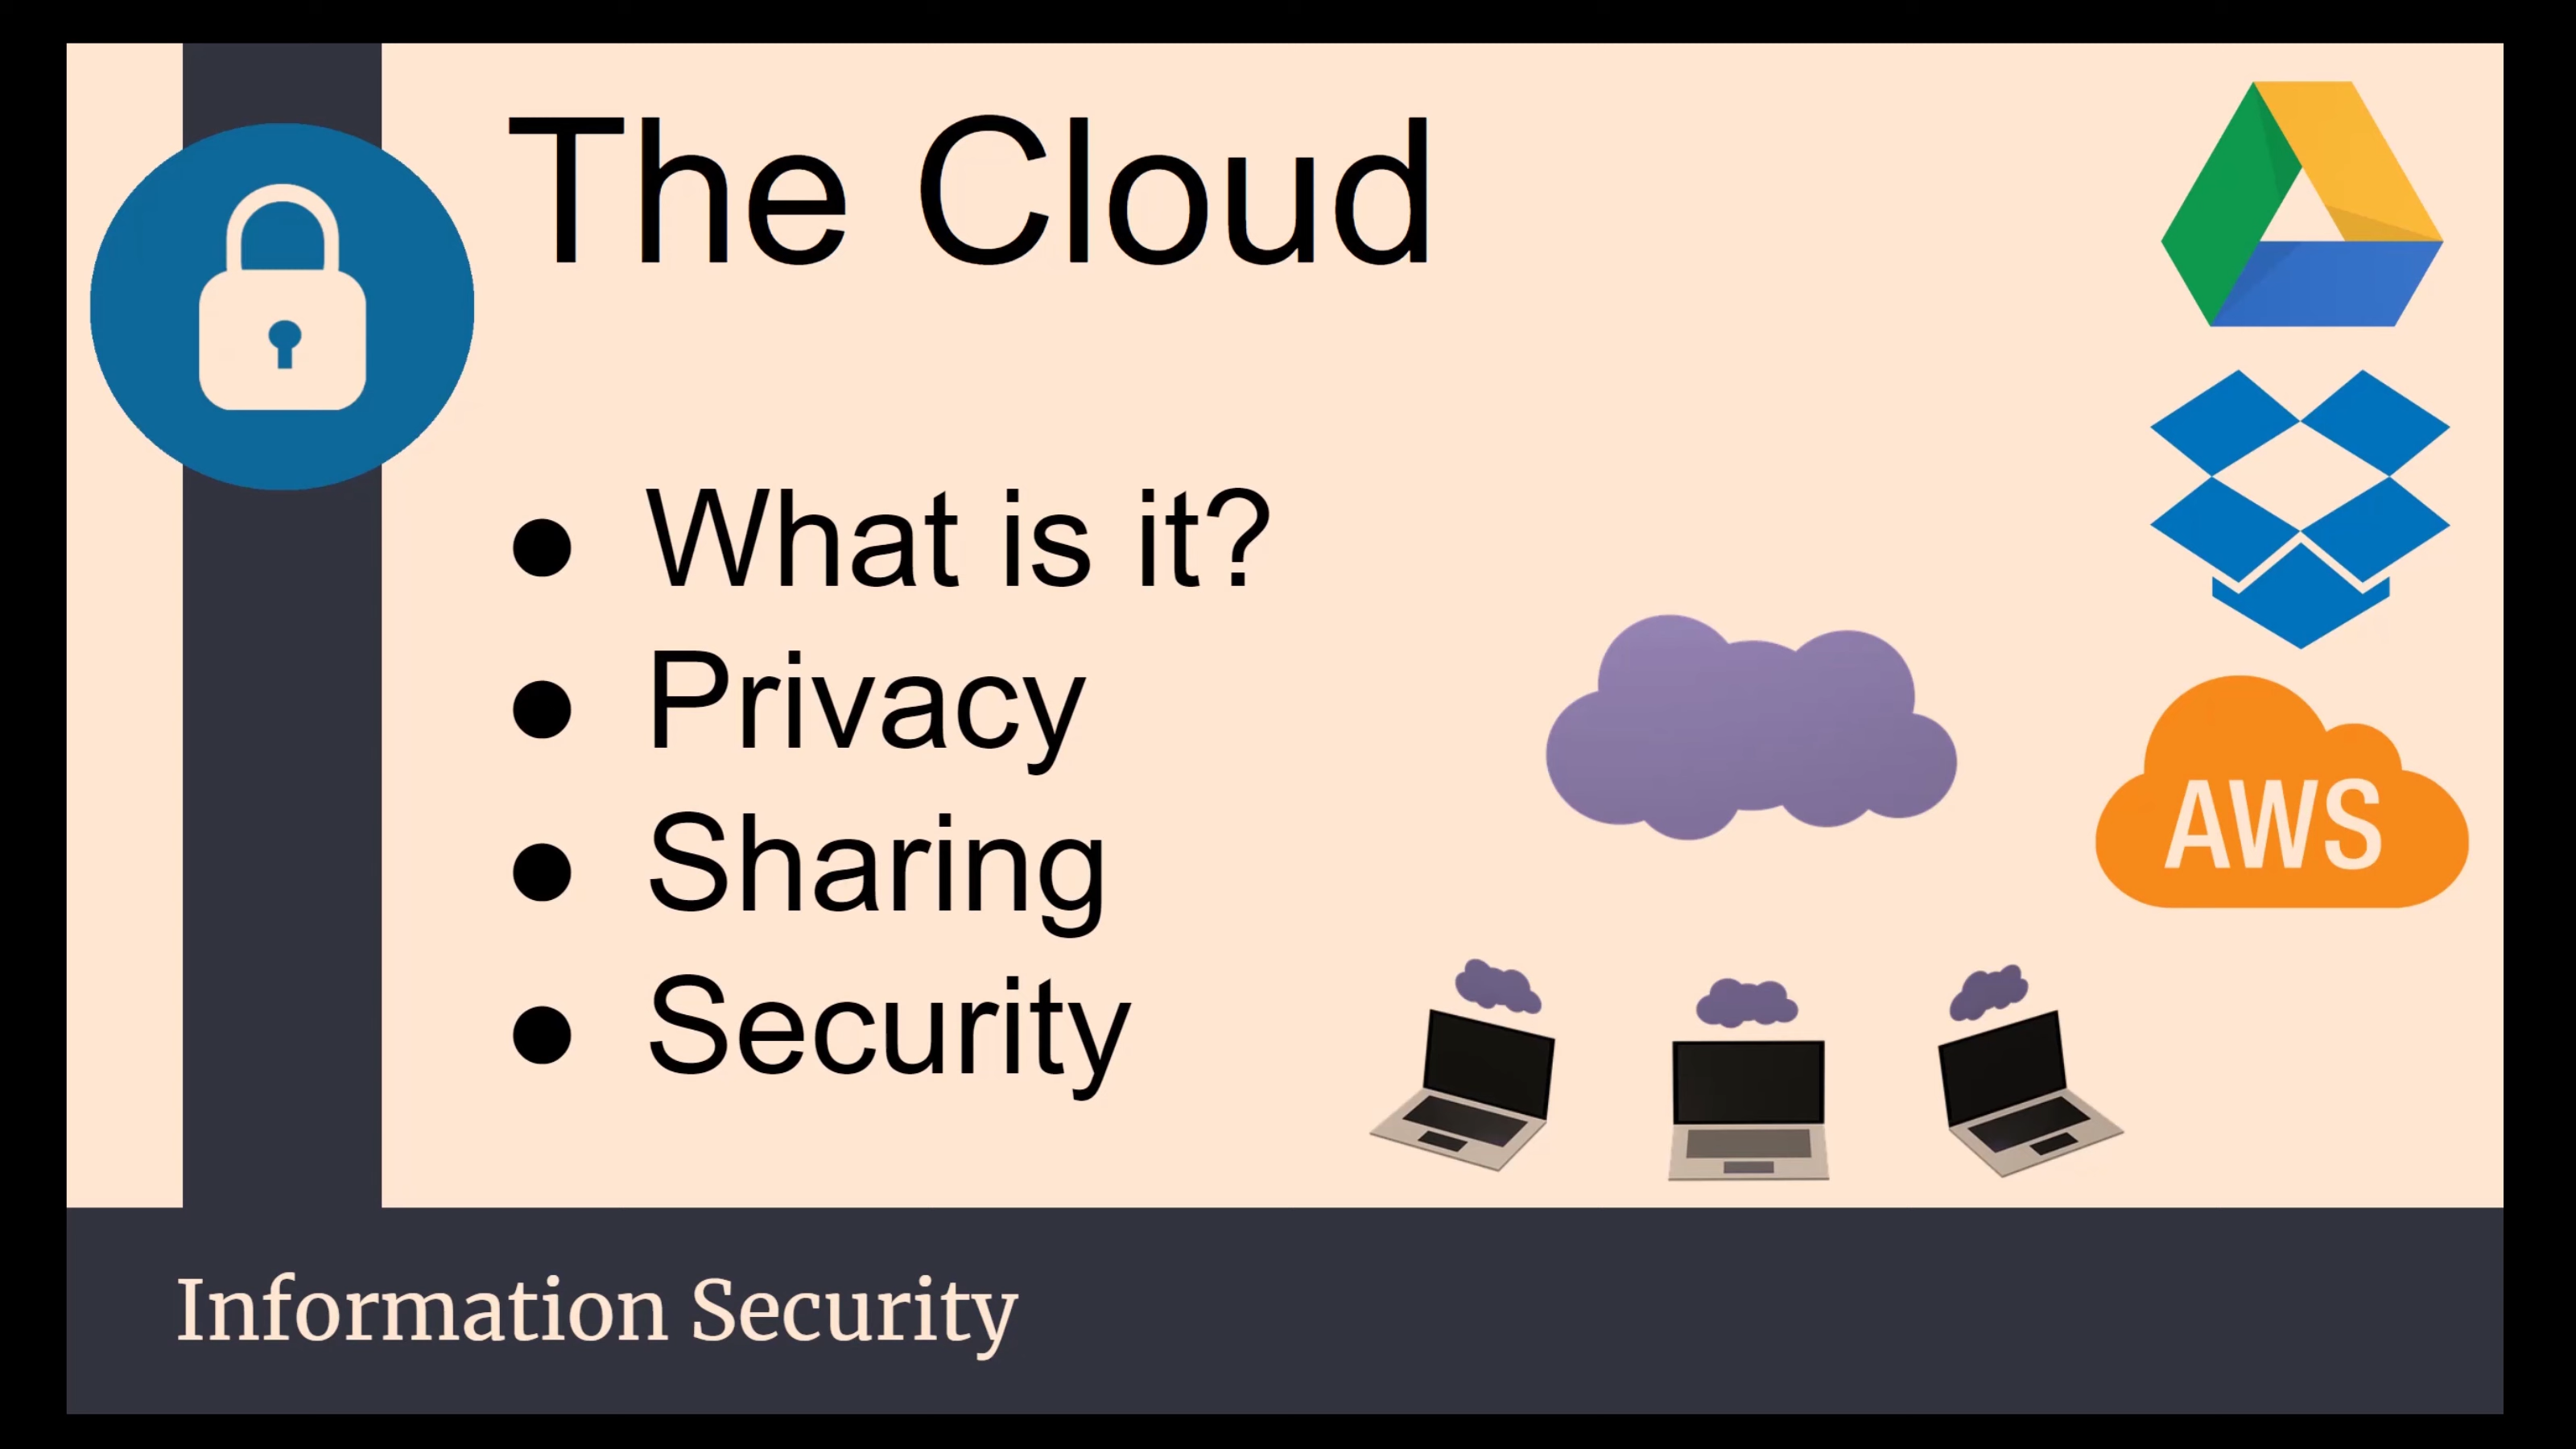 The Cloud
● What is it?
● Privacy
● Sharing
● Security
AWS
Information Security